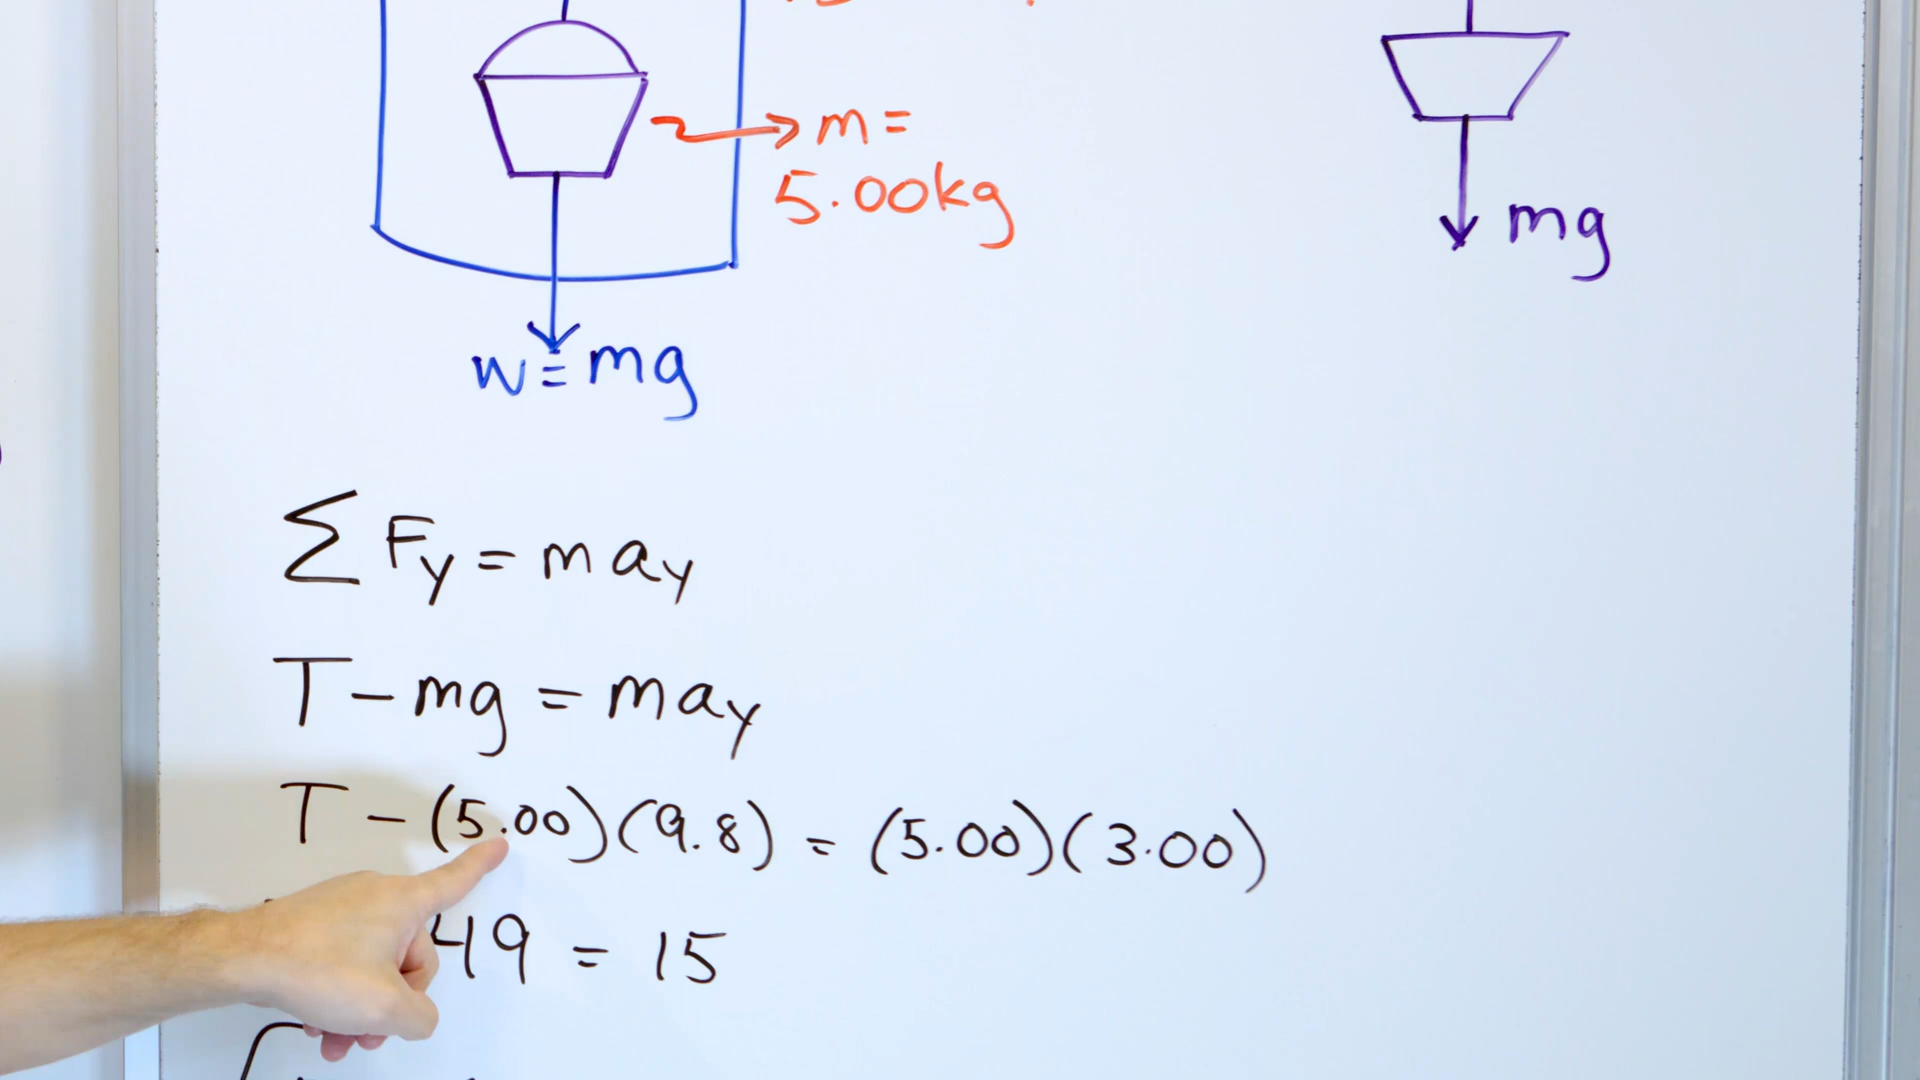 m =
5.00kg
mg
w = mg
∑ Fy = may
T – mg = may
T – (5.00)(9.8) = (5.00)(3.00)
49 = 15